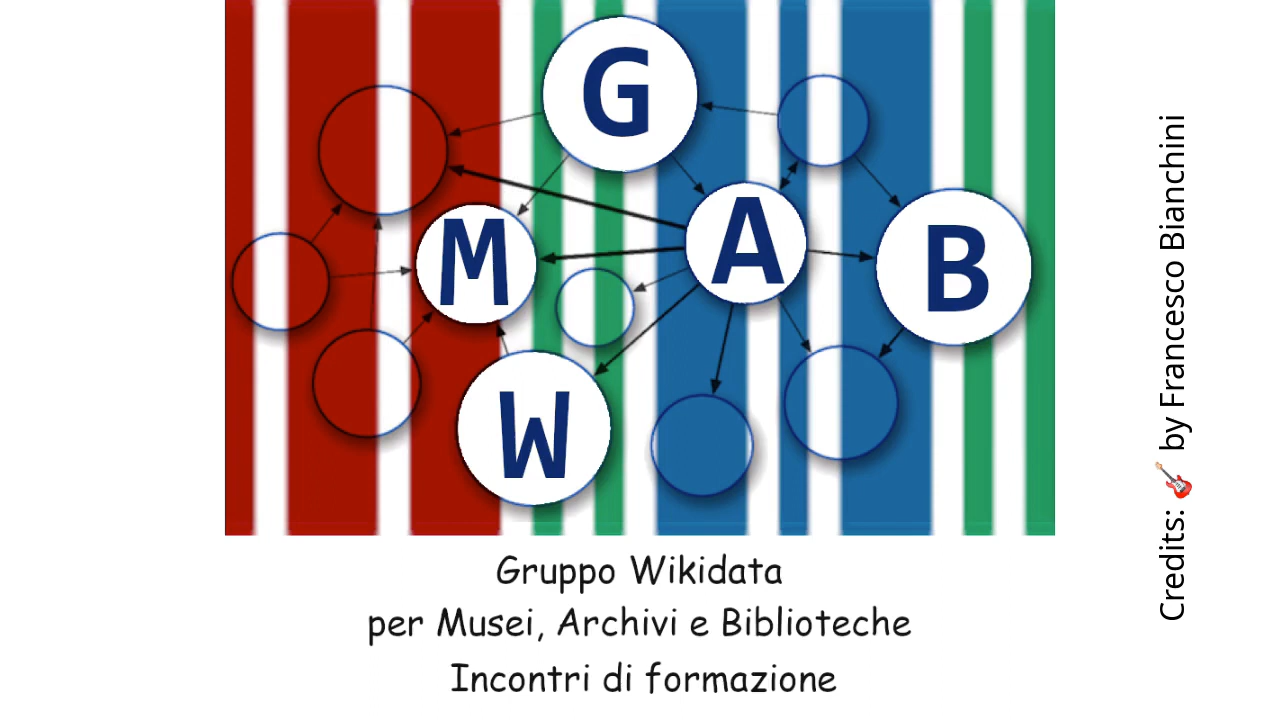 G
M
A
B
W
Gruppo Wikidata
per Musei, Archivi e Biblioteche
Incontri di formazione
Credits: 🎸 by Francesco Bianchini